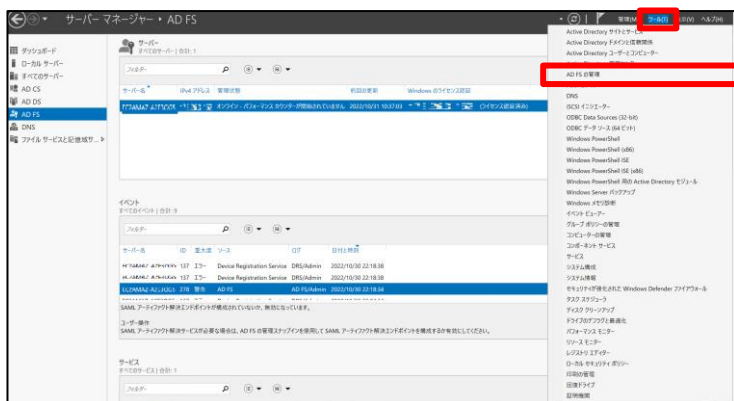 サーバー マネージャー ▸ AD FS
管理(M) ツール(T) 表示(V) ヘルプ(H)
ダッシュボード
ローカル サーバー
すべてのサーバー
AD CS
AD DS
AD FS
DNS
ファイル サービスと記憶域サ...
サーバー
すべてのサーバー | 合計: 1
フィルター
サーバー名 IPv4 アドレス 管理状態 前回の更新 Windows のライセンス認証
オンライン - パフォーマンス カウンターが開始されていません 2022/10/31 10:37:03 (ライセンス認証済み)
イベント
すべてのイベント | 合計: 9
フィルター
サーバー名 ID 重大度 ソース ログ 日付と時刻
137 エラー Device Registration Service DRS/Admin 2022/10/30 22:18:38
137 エラー Device Registration Service DRS/Admin 2022/10/30 22:18:38
276 警告 AD FS AD FS/Admin 2022/10/30 22:18:34
SAML アーティファクト解決エンドポイントが構成されていないか、無効になっています。
ユーザー操作
SAML アーティファクト解決サービスが必要な場合は、AD FS の管理スナップインを使用して SAML アーティファクト解決エンドポイントを構成するか有効にしてください。
サービス
すべてのサービス | 合計: 1
フィルター
Active Directory サイトとサービス
Active Directory ドメインと信頼関係
Active Directory ユーザーとコンピューター
AD FS の管理
DNS
iSCSI イニシエーター
ODBC Data Sources (32-bit)
ODBC データ ソース (64 ビット)
Windows PowerShell
Windows PowerShell (x86)
Windows PowerShell ISE
Windows PowerShell ISE (x86)
Windows PowerShell 用の Active Directory モジュール
Windows Server バックアップ
Windows メモリ診断
イベント ビューアー
グループ ポリシーの管理
コンピューターの管理
コンポーネント サービス
サービス
システム構成
システム情報
セキュリティが強化された Windows Defender ファイアウォール
タスク スケジューラ
ディスク クリーンアップ
ドライブのデフラグと最適化
パフォーマンス モニター
リソース モニター
レジストリ エディター
ローカル セキュリティ ポリシー
印刷の管理
回復ドライブ
証明機関